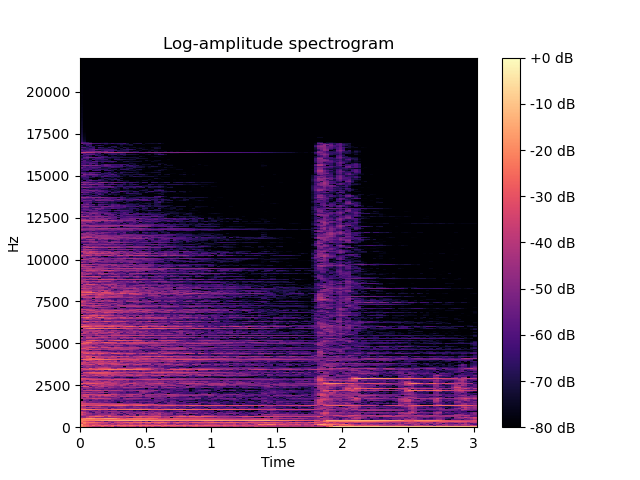 Log-amplitude spectrogram
20000
17500
15000
12500
10000
7500
5000
2500
0
Hz
0 0.5 1 1.5 2 2.5 3
Time
+0 dB
-10 dB
-20 dB
-30 dB
-40 dB
-50 dB
-60 dB
-70 dB
-80 dB